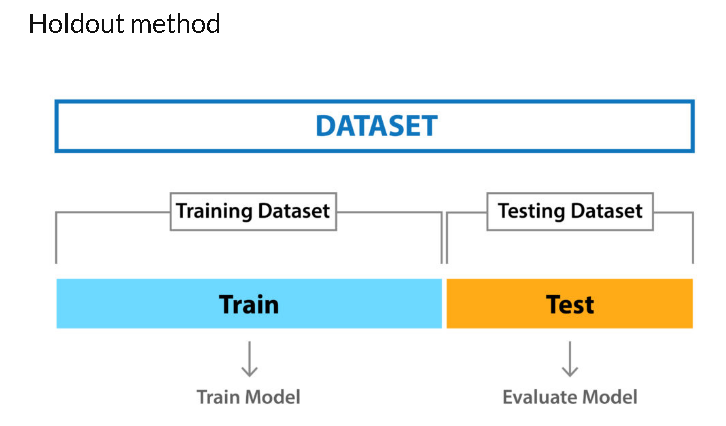 Holdout method
DATASET
Training Dataset
Testing Dataset
Train
Test
Train Model
Evaluate Model